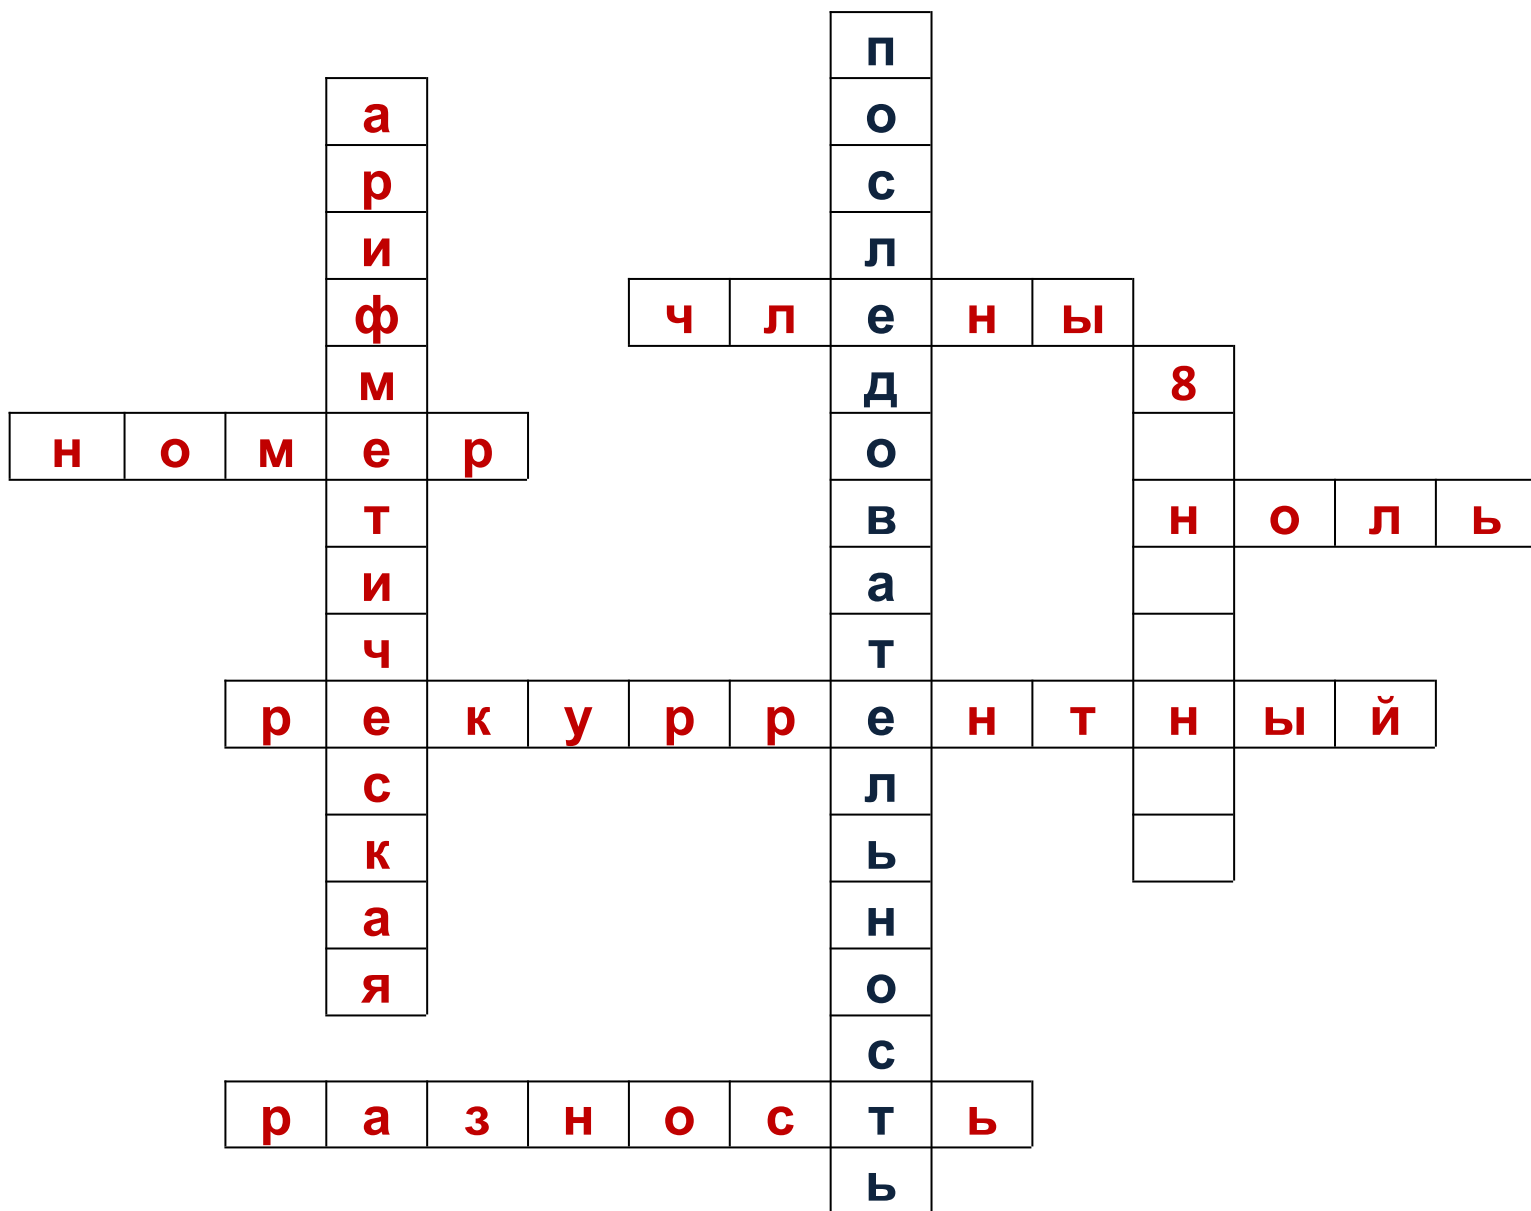 последовательность
арифметическая
члены
8
номер
ноль
рекуррентный
разность